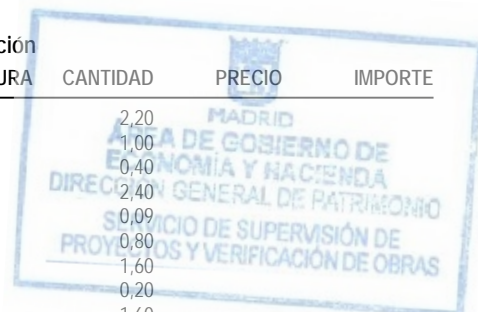 ción
URA CANTIDAD PRECIO IMPORTE
2,20
1,00
0,40
2,40
0,09
0,80
1,60
0,20
1,60
MADRID
ÁREA DE GOBIERNO DE
ECONOMÍA Y HACIENDA
DIRECCIÓN GENERAL DE PATRIMONIO
SERVICIO DE SUPERVISIÓN DE
PROYECTOS Y VERIFICACIÓN DE OBRAS